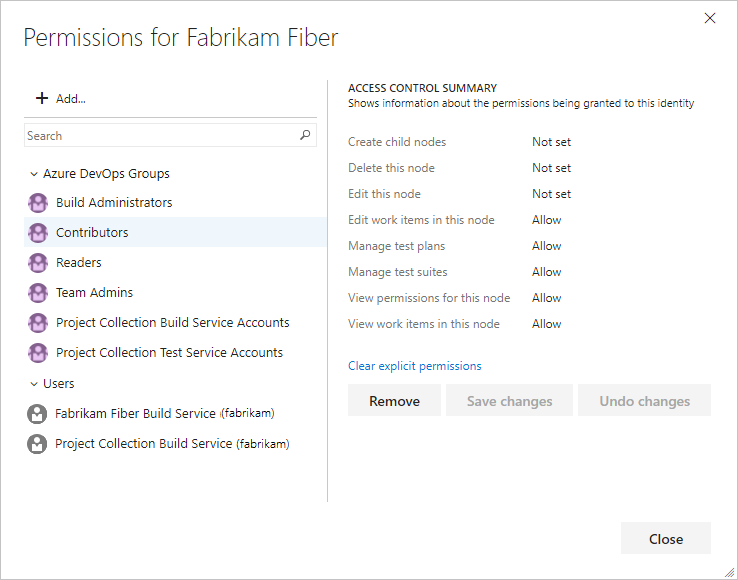 Permissions for Fabrikam Fiber
Add...
Search
Azure DevOps Groups
Build Administrators
Contributors
Readers
Team Admins
Project Collection Build Service Accounts
Project Collection Test Service Accounts
Users
Fabrikam Fiber Build Service (fabrikam)
Project Collection Build Service (fabrikam)
ACCESS CONTROL SUMMARY
Shows information about the permissions being granted to this identity
Create child nodes Not set
Delete this node Not set
Edit this node Not set
Edit work items in this node Allow
Manage test plans Allow
Manage test suites Allow
View permissions for this node Allow
View work items in this node Allow
Clear explicit permissions
Remove Save changes Undo changes
Close